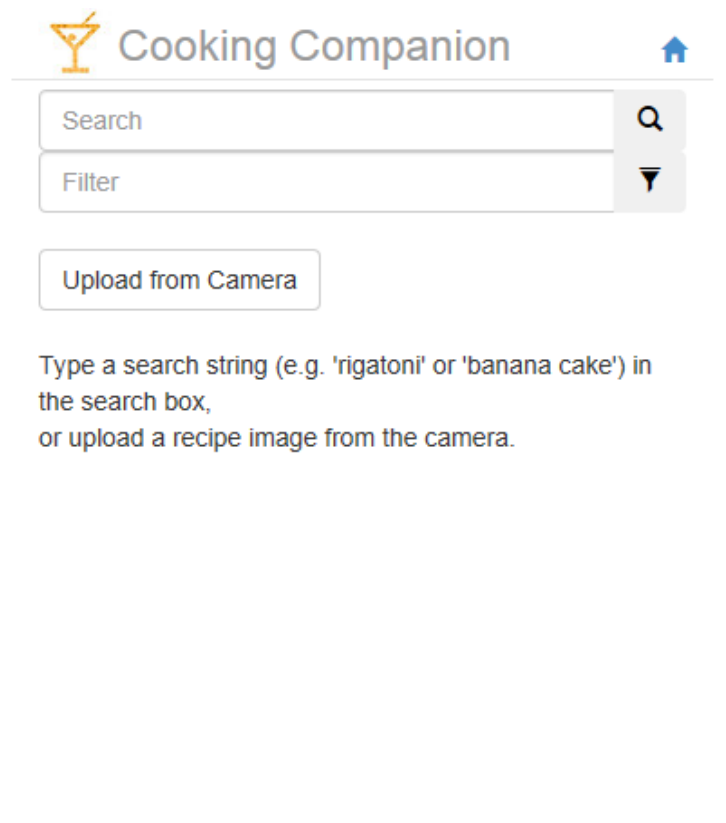 Cooking Companion
Search
Filter
Upload from Camera
Type a search string (e.g. 'rigatoni' or 'banana cake') in
the search box,
or upload a recipe image from the camera.